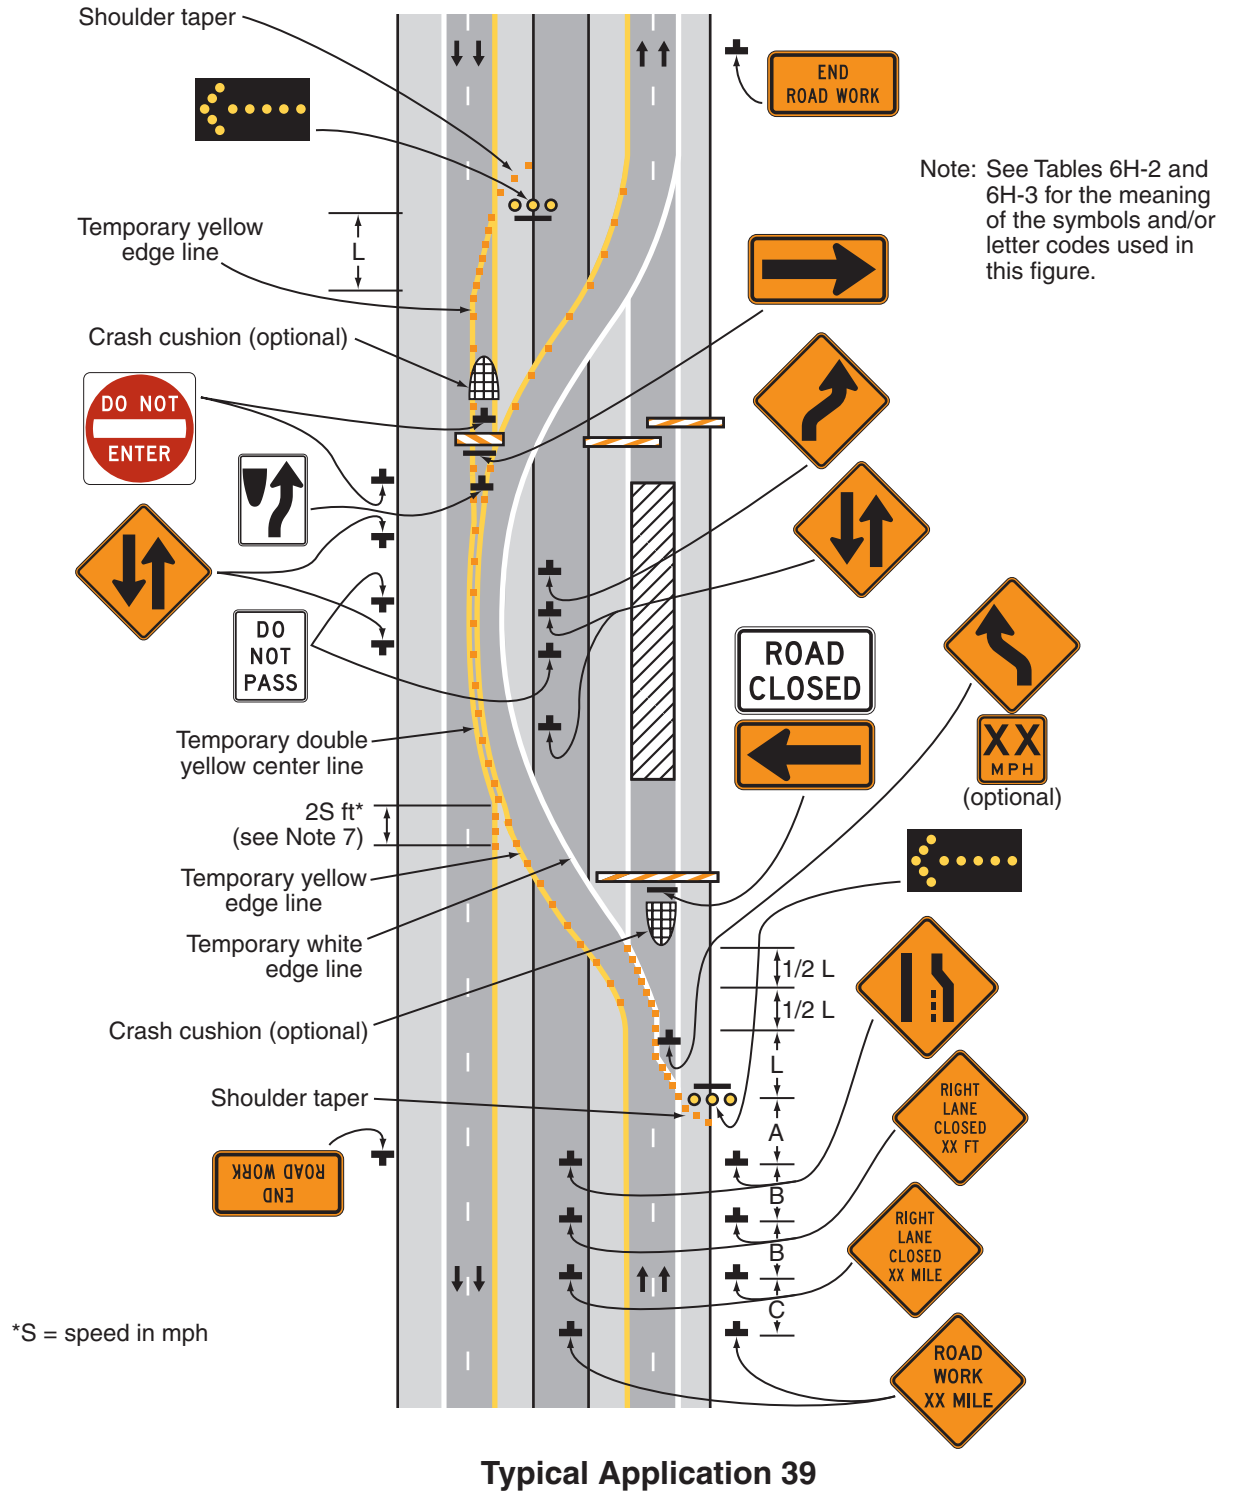 Shoulder taper
END
ROAD WORK
Note: See Tables 6H-2 and
6H-3 for the meaning
of the symbols and/or
letter codes used in
this figure.
Temporary yellow
edge line
L
Crash cushion (optional)
DO NOT
ENTER
DO
NOT
PASS
ROAD
CLOSED
XX
MPH
(optional)
Temporary double
yellow center line
2S ft*
(see Note 7)
Temporary yellow
edge line
Temporary white
edge line
1/2 L
1/2 L
Crash cushion (optional)
L
Shoulder taper
A
RIGHT
LANE
CLOSED
XX FT
END
ROAD WORK
B
B
RIGHT
LANE
CLOSED
XX MILE
C
*S = speed in mph
ROAD
WORK
XX MILE
Typical Application 39